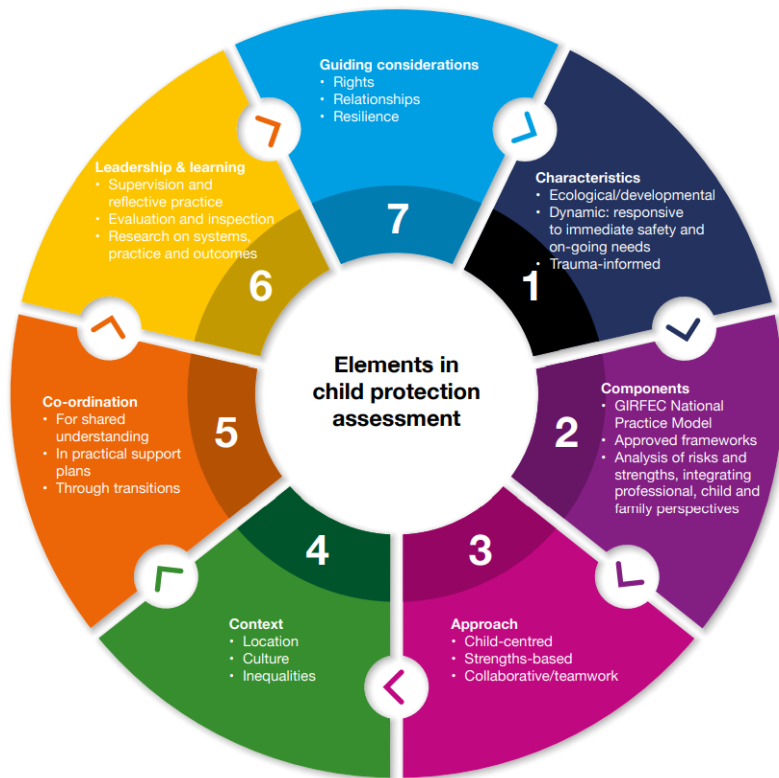 Elements in
child protection
assessment
1
Characteristics
• Ecological/developmental
• Dynamic: responsive
to immediate safety and
on-going needs
• Trauma-informed
2
Components
• GIRFEC National
Practice Model
• Approved frameworks
• Analysis of risks and
strengths, integrating
professional, child and
family perspectives
3
Approach
• Child-centred
• Strengths-based
• Collaborative/teamwork
4
Context
• Location
• Culture
• Inequalities
5
Co-ordination
• For shared
understanding
• In practical support
plans
• Through transitions
6
Leadership & learning
• Supervision and
reflective practice
• Evaluation and inspection
• Research on systems,
practice and outcomes
7
Guiding considerations
• Rights
• Relationships
• Resilience